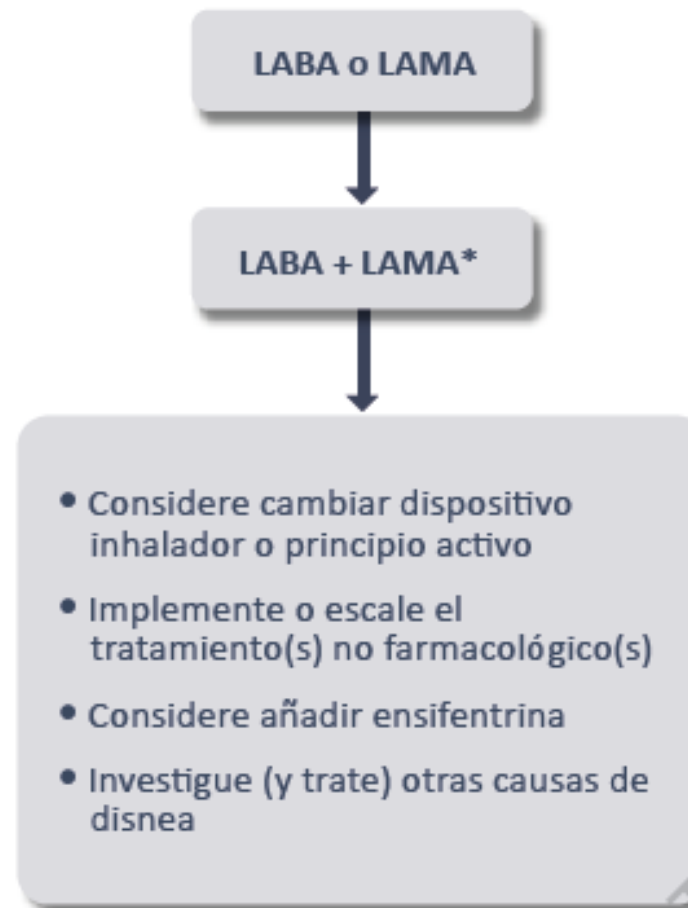 LABA o LAMA
LABA + LAMA*
• Considere cambiar dispositivo
inhalador o principio activo
• Implemente o escale el
tratamiento(s) no farmacológico(s)
• Considere añadir ensifentrina
• Investigue (y trate) otras causas de
disnea